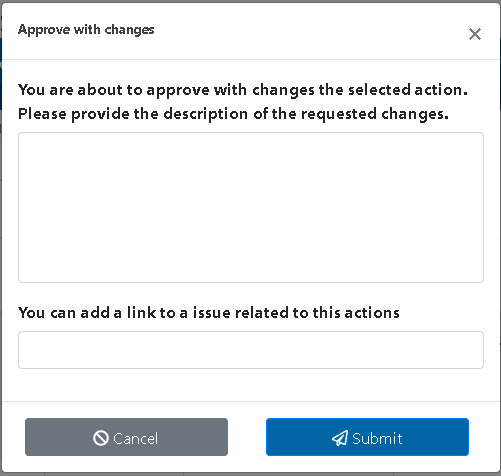 Approve with changes
You are about to approve with changes the selected action.
Please provide the description of the requested changes.
You can add a link to a issue related to this actions
Cancel
Submit